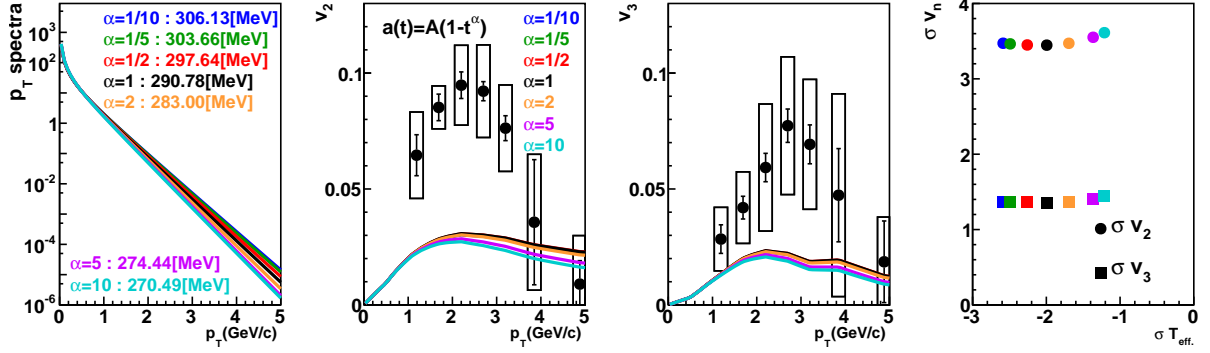 p_T spectra
10^3
10^2
1
10^-2
10^-4
10^-6
α=1/10 : 306.13[MeV]
α=1/5 : 303.66[MeV]
α=1/2 : 297.64[MeV]
α=1 : 290.78[MeV]
α=2 : 283.00[MeV]
α=5 : 274.44[MeV]
α=10 : 270.49[MeV]
0 1 2 3 4 5
p_T(GeV/c)
v_2
0.1
0.05
0
a(t)=A(1-t^α)
α=1/10
α=1/5
α=1/2
α=1
α=2
α=5
α=10
0 1 2 3 4 5
p_T(GeV/c)
v_3
0.1
0.05
0
0 1 2 3 4 5
p_T(GeV/c)
σ v_n
4
2
0
σ v_2
σ v_3
-3 -2 -1 0
σ T_eff.